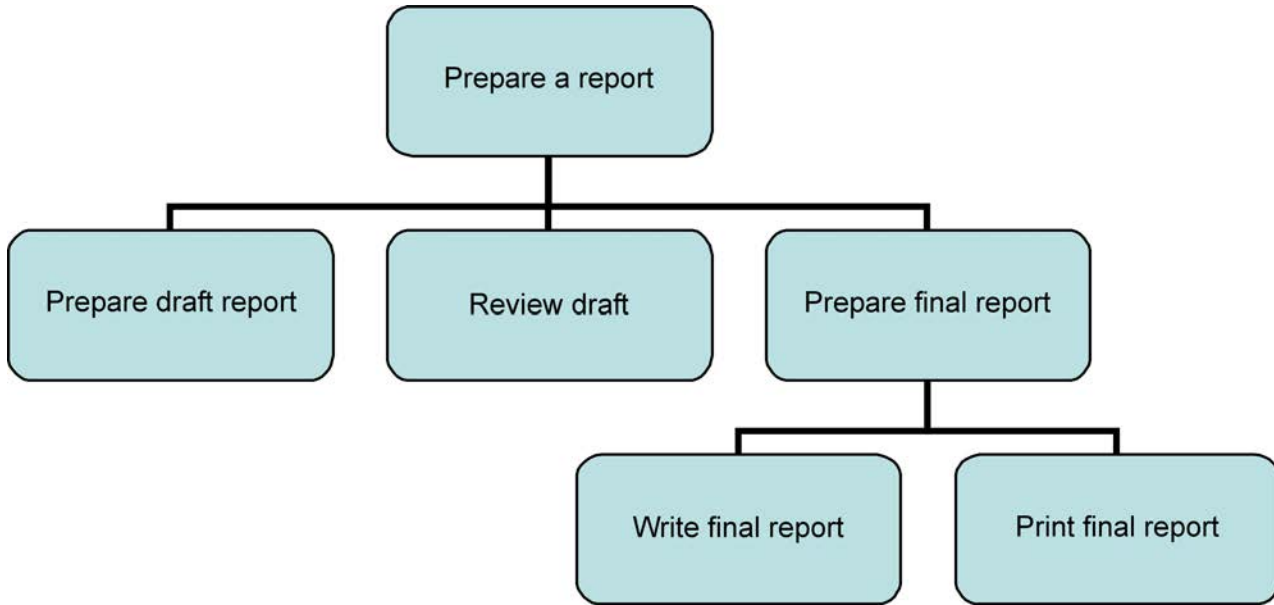 Prepare a report
Prepare draft report
Review draft
Prepare final report
Write final report
Print final report